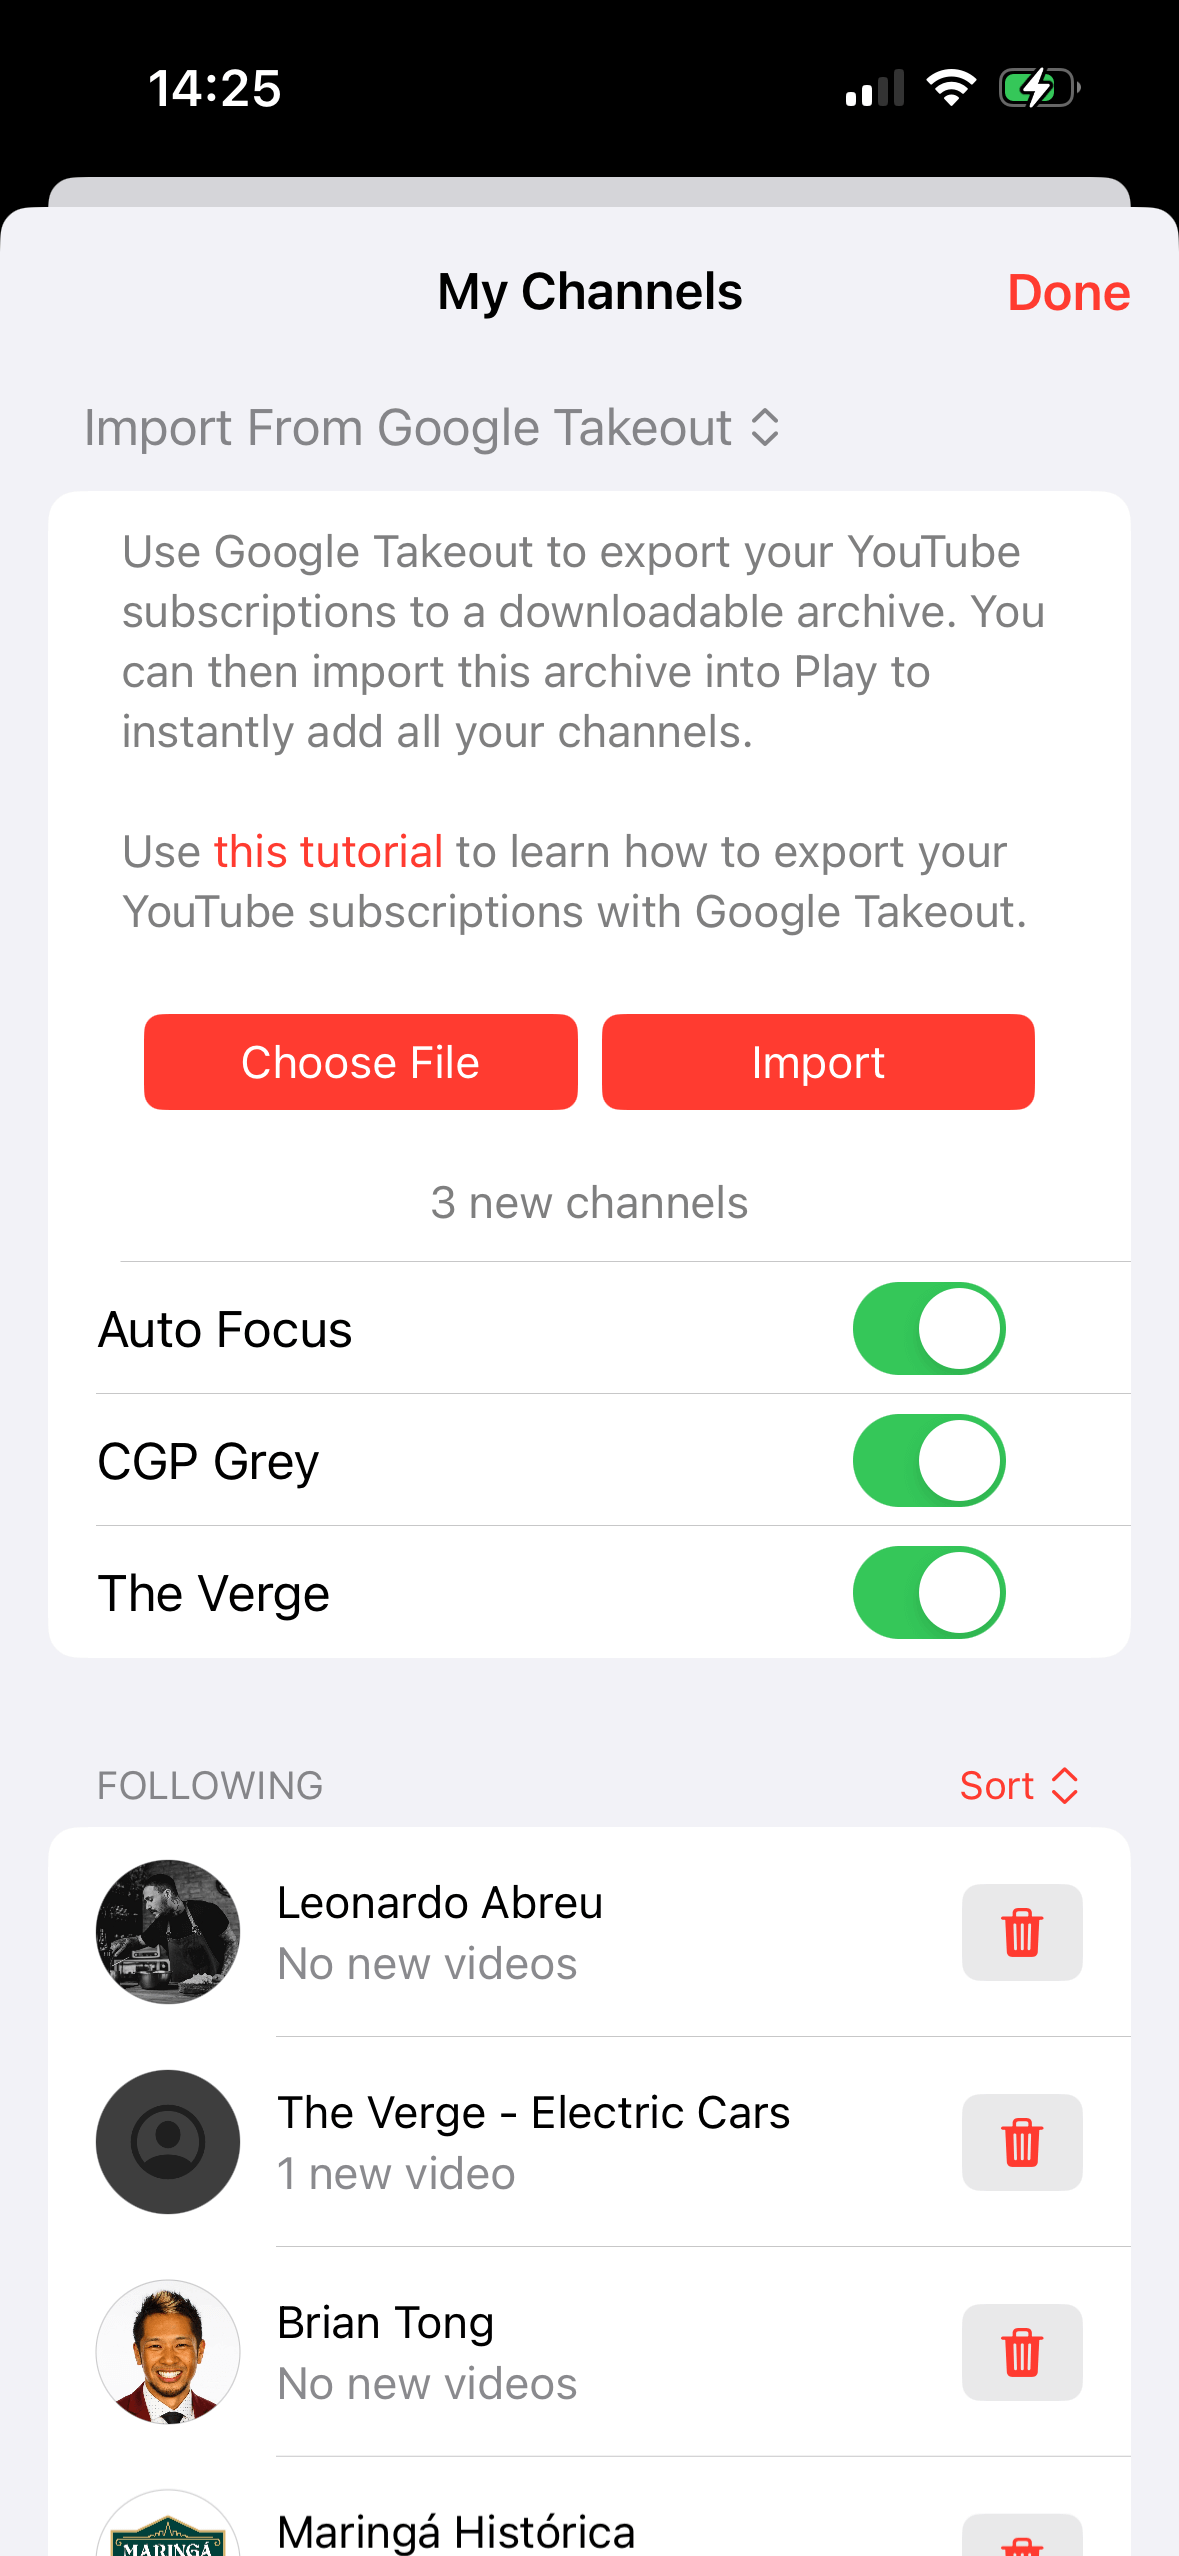 14:25
My Channels
Done
Import From Google Takeout
Use Google Takeout to export your YouTube
subscriptions to a downloadable archive. You
can then import this archive into Play to
instantly add all your channels.
Use this tutorial to learn how to export your
YouTube subscriptions with Google Takeout.
Choose File
Import
3 new channels
Auto Focus
CGP Grey
The Verge
FOLLOWING
Sort
Leonardo Abreu
No new videos
The Verge - Electric Cars
1 new video
Brian Tong
No new videos
Maringá Histórica
MARINGÁ